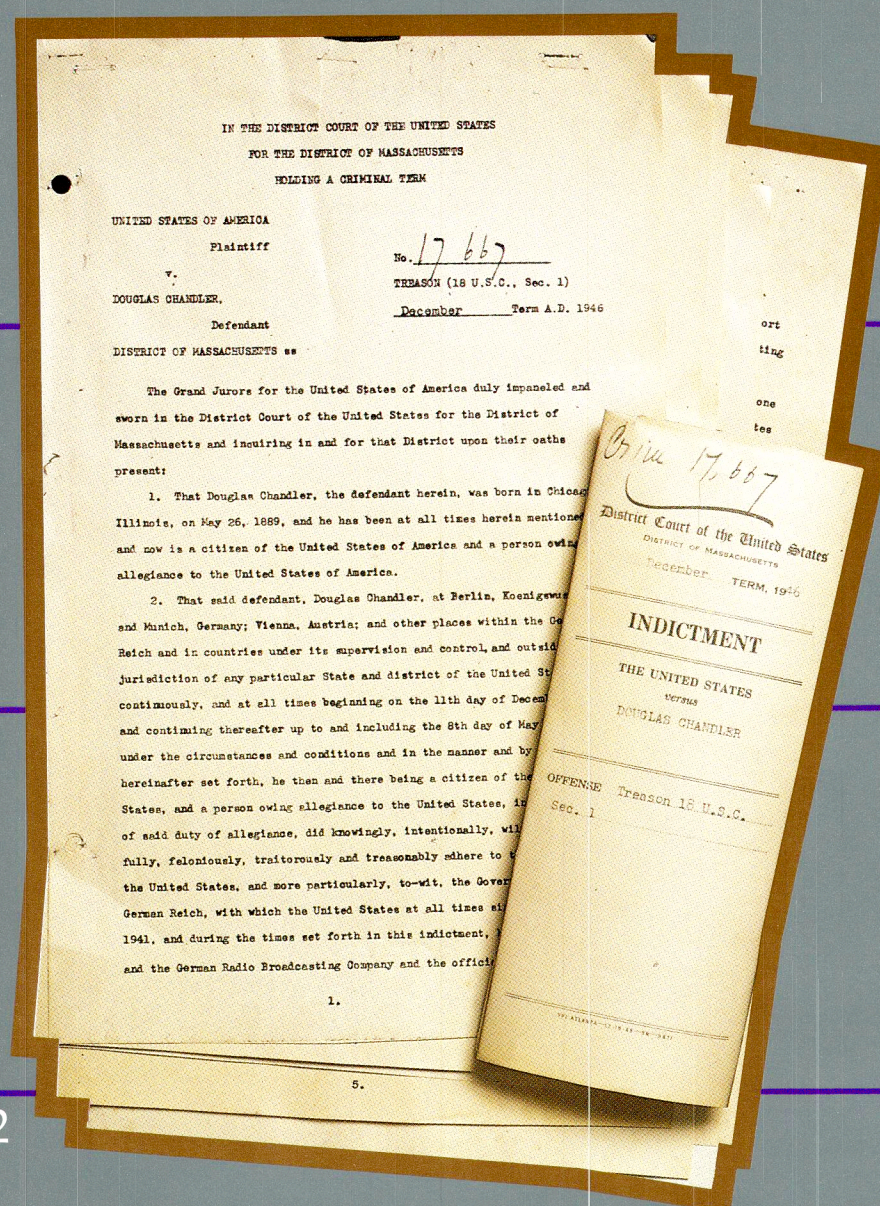 IN THE DISTRICT COURT OF THE UNITED STATES
FOR THE DISTRICT OF MASSACHUSETTS
HOLDING A CRIMINAL TERM
UNITED STATES OF AMERICA
Plaintiff
v.
DOUGLAS CHANDLER,
Defendant
DISTRICT OF MASSACHUSETTS ss
No. 17 667
TREASON (18 U.S.C., Sec. 1)
December Term A.D. 1946
The Grand Jurors for the United States of America duly impaneled and
sworn in the District Court of the United States for the District of
Massachusetts and inquiring in and for that District upon their oaths
present:
1. That Douglas Chandler, the defendant herein, was born in Chicag
Illinois, on May 26, 1889, and he has been at all times herein mentioned
and now is a citizen of the United States of America and a person owing
allegiance to the United States of America.
2. That said defendant, Douglas Chandler, at Berlin, Koenigswu
and Munich, Germany; Vienna, Austria; and other places within the Ge
Reich and in countries under its supervision and control, and outsid
jurisdiction of any particular State and district of the United St
continuously, and at all times beginning on the 11th day of Decem
and continuing thereafter up to and including the 8th day of May
under the circumstances and conditions and in the manner and by
hereinafter set forth, he then and there being a citizen of the
States, and a person owing allegiance to the United States, in
of said duty of allegiance, did knowingly, intentionally, wil
fully, feloniously, traitorously and treasonably adhere to t
the United States, and more particularly, to-wit, the Gover
German Reich, with which the United States at all times si
1941, and during the times set forth in this indictment,
and the German Radio Broadcasting Company and the offici
1.
5.
ort
ting
one
tes
Crim 17,667
District Court of the United States
DISTRICT OF MASSACHUSETTS
December TERM, 1946
INDICTMENT
THE UNITED STATES
versus
DOUGLAS CHANDLER
OFFENSE Treason 18 U.S.C.
Sec. 1
2